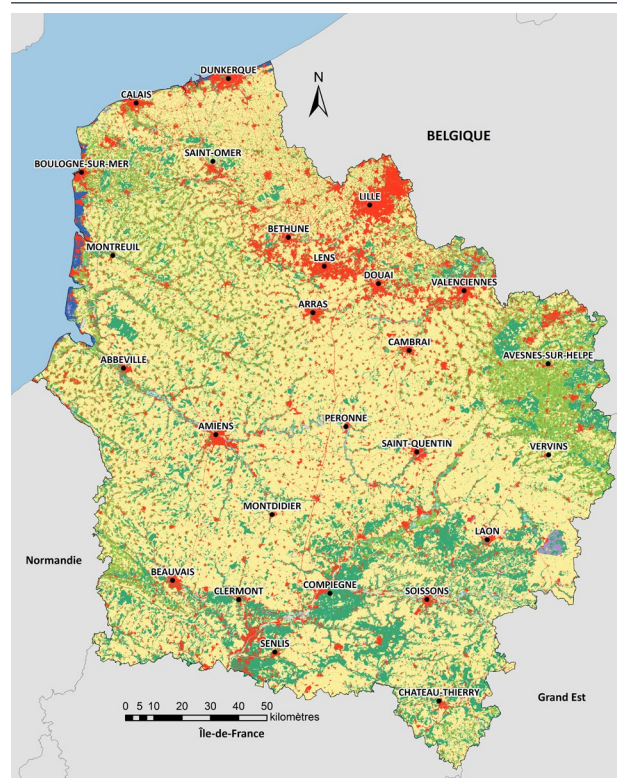 DUNKERQUE
CALAIS
N
BELGIQUE
SAINT-OMER
BOULOGNE-SUR-MER
LILLE
BETHUNE
MONTREUIL
LENS
DOUAI
VALENCIENNES
ARRAS
CAMBRAI
AVESNES-SUR-HELPE
ABBEVILLE
PERONNE
AMIENS
SAINT-QUENTIN
VERVINS
MONTDIDIER
LAON
Normandie
BEAUVAIS
CLERMONT
COMPIEGNE
SOISSONS
SENLIS
CHATEAU-THIERRY
Grand Est
0 5 10 20 30 40 50
kilomètres
Île-de-France